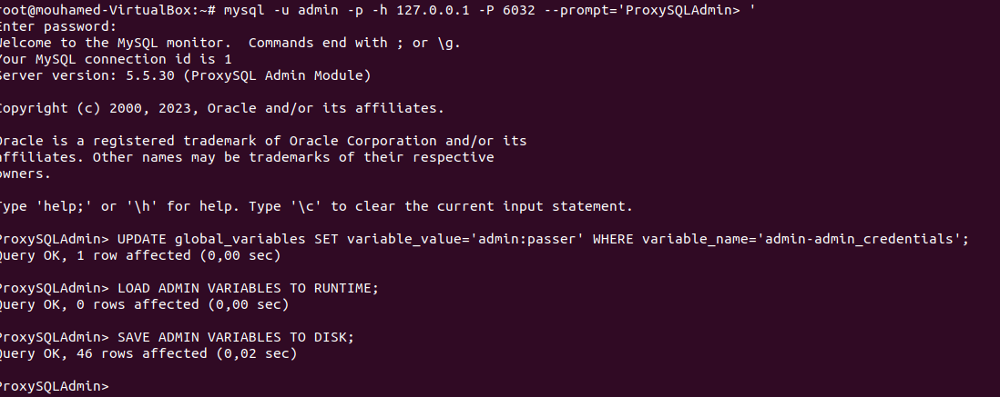 root@mouhamed-VirtualBox:~# mysql -u admin -p -h 127.0.0.1 -P 6032 --prompt='ProxySQLAdmin> '
Enter password:
Welcome to the MySQL monitor.  Commands end with ; or \g.
Your MySQL connection id is 1
Server version: 5.5.30 (ProxySQL Admin Module)

Copyright (c) 2000, 2023, Oracle and/or its affiliates.

Oracle is a registered trademark of Oracle Corporation and/or its
affiliates. Other names may be trademarks of their respective
owners.

Type 'help;' or '\h' for help. Type '\c' to clear the current input statement.

ProxySQLAdmin> UPDATE global_variables SET variable_value='admin:passer' WHERE variable_name='admin-admin_credentials';
Query OK, 1 row affected (0,00 sec)

ProxySQLAdmin> LOAD ADMIN VARIABLES TO RUNTIME;
Query OK, 0 rows affected (0,00 sec)

ProxySQLAdmin> SAVE ADMIN VARIABLES TO DISK;
Query OK, 46 rows affected (0,02 sec)

ProxySQLAdmin>